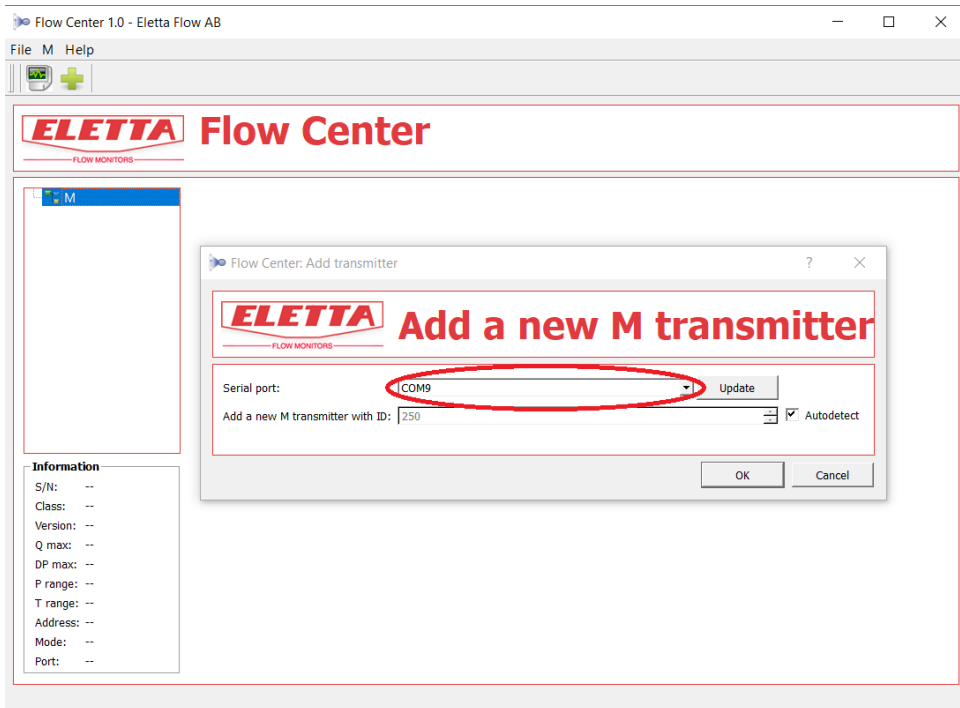 Flow Center 1.0 - Eletta Flow AB
File M Help
ELETTA
FLOW MONITORS
Flow Center
M
Flow Center: Add transmitter
?
ELETTA
FLOW MONITORS
Add a new M transmitter
Serial port: COM9 Update
Add a new M transmitter with ID: 250 Autodetect
OK Cancel
Information
S/N: --
Class: --
Version: --
Q max: --
DP max: --
P range: --
T range: --
Address: --
Mode: --
Port: --